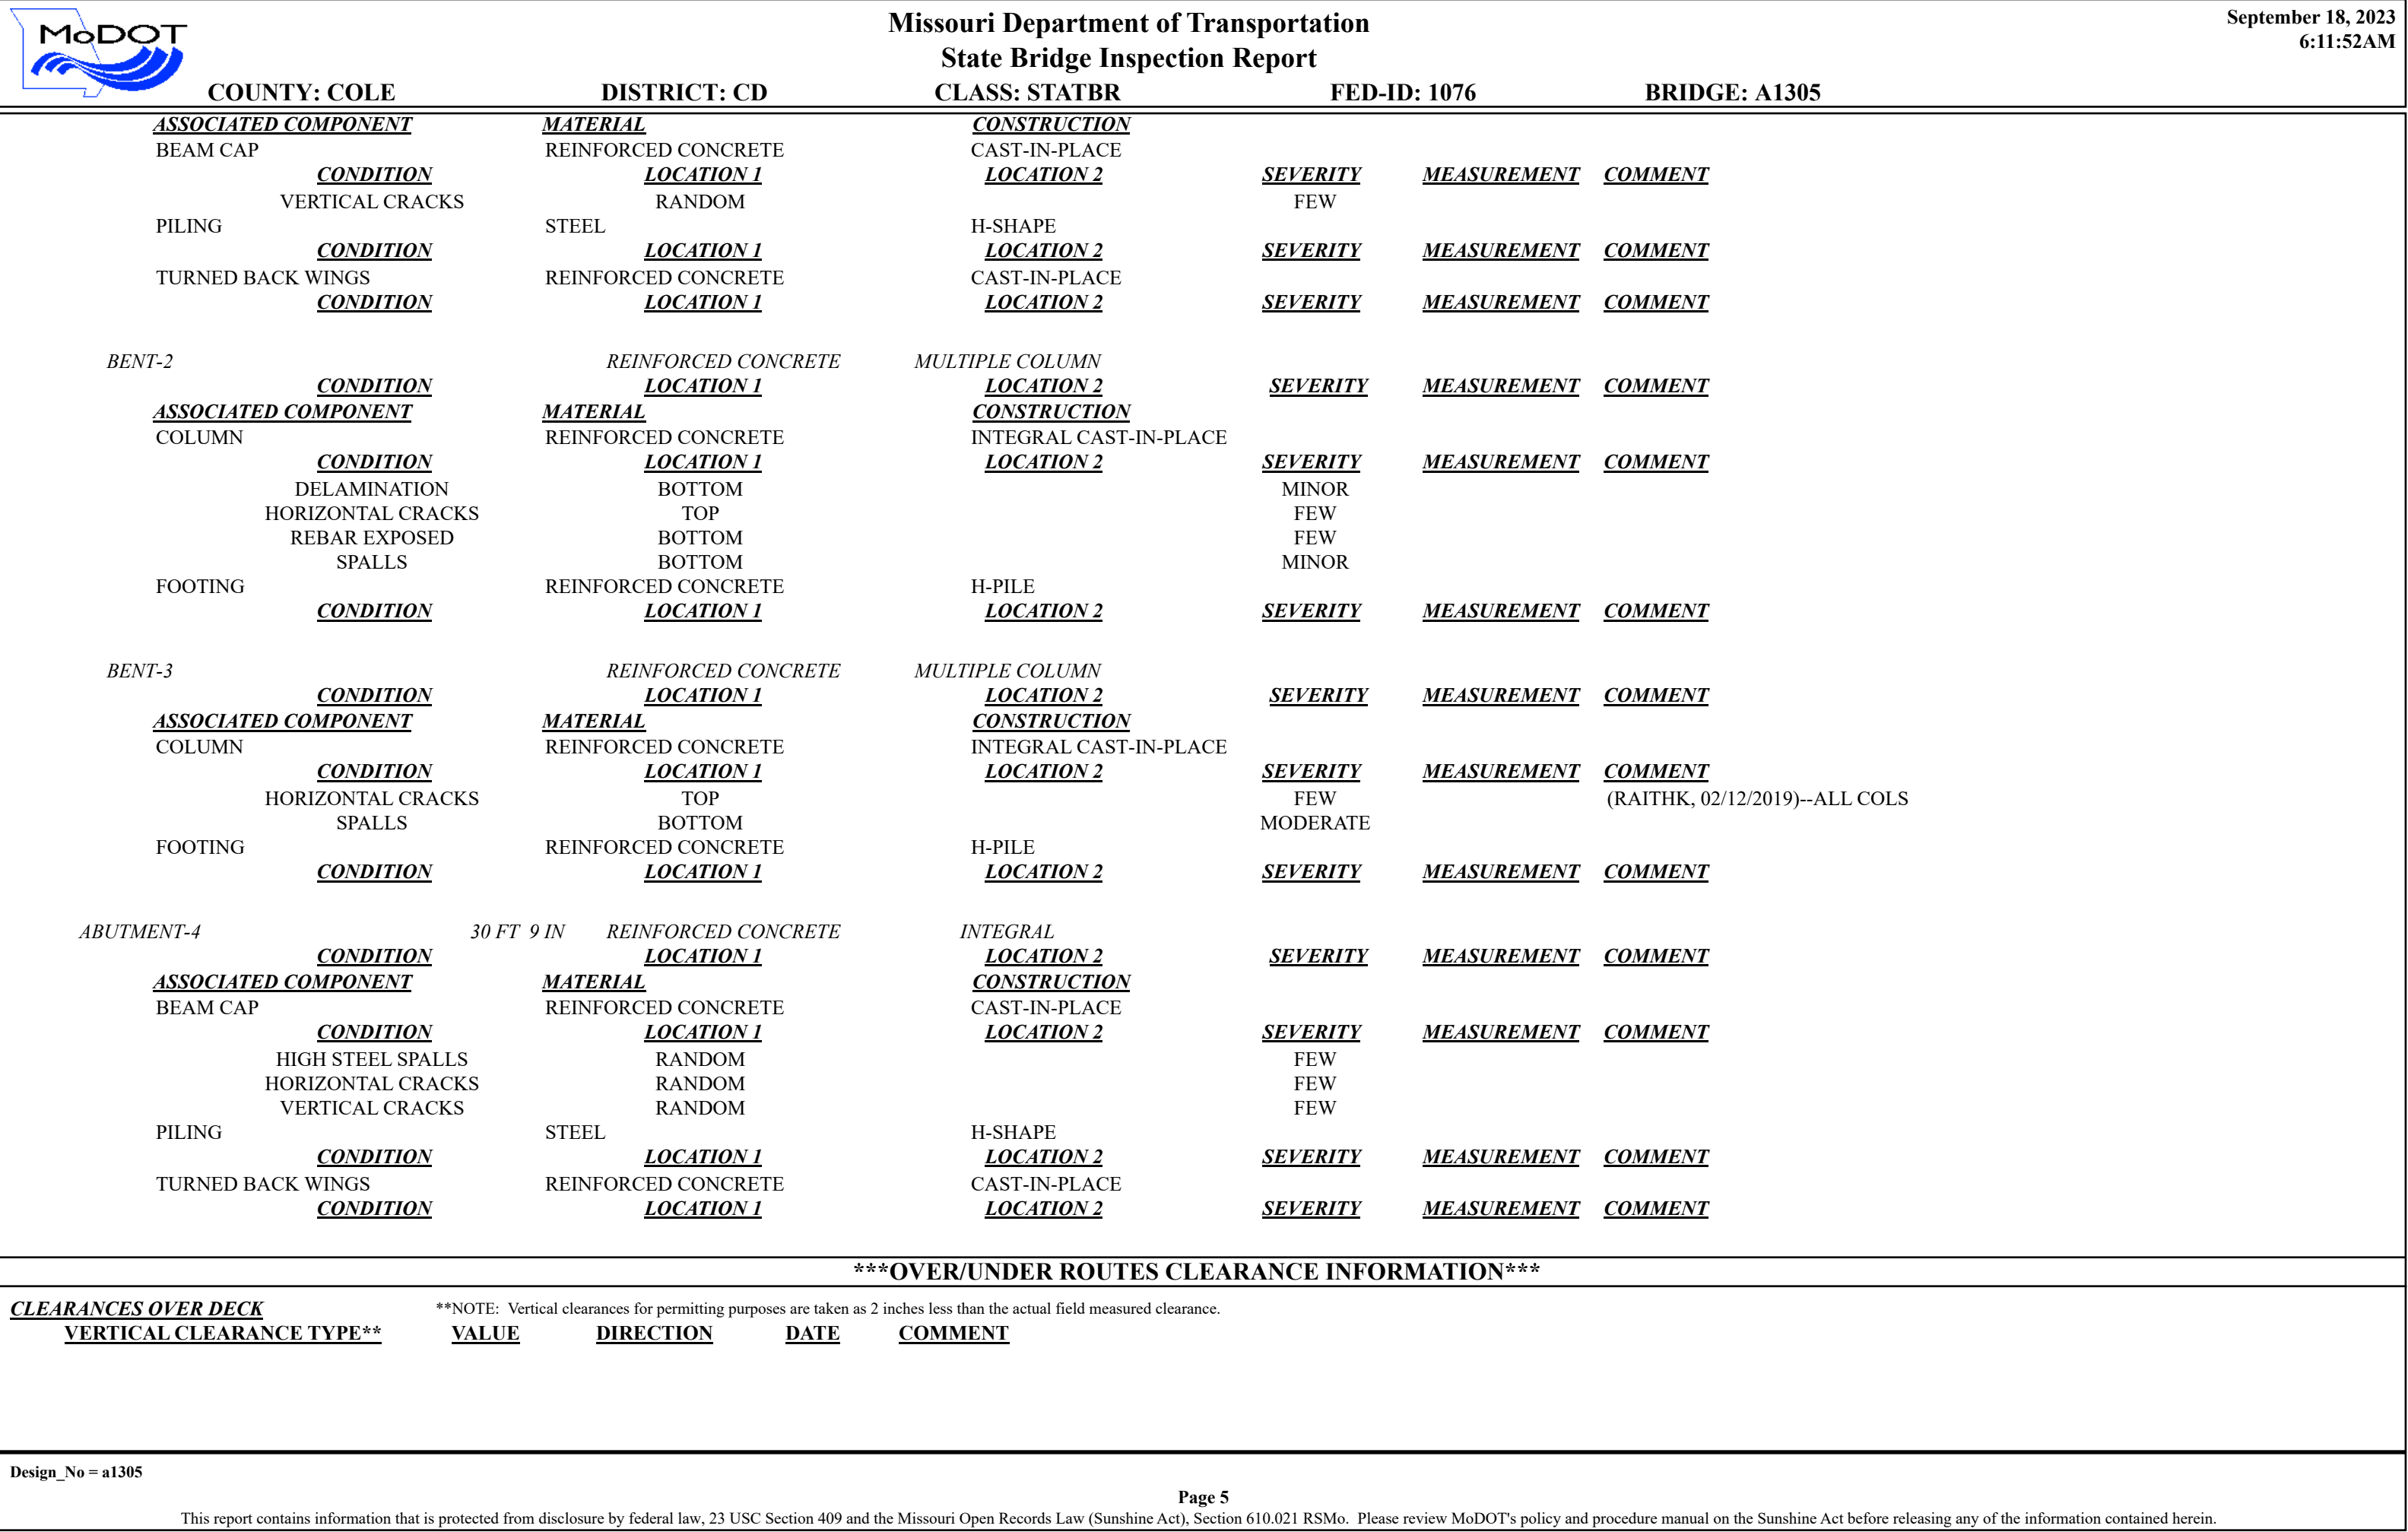 MoDOT
Missouri Department of Transportation
State Bridge Inspection Report
September 18, 2023
6:11:52AM
COUNTY: COLE DISTRICT: CD CLASS: STATBR FED-ID: 1076 BRIDGE: A1305
ASSOCIATED COMPONENT MATERIAL CONSTRUCTION
BEAM CAP REINFORCED CONCRETE CAST-IN-PLACE
CONDITION LOCATION 1 LOCATION 2 SEVERITY MEASUREMENT COMMENT
VERTICAL CRACKS RANDOM FEW
PILING STEEL H-SHAPE
CONDITION LOCATION 1 LOCATION 2 SEVERITY MEASUREMENT COMMENT
TURNED BACK WINGS REINFORCED CONCRETE CAST-IN-PLACE
CONDITION LOCATION 1 LOCATION 2 SEVERITY MEASUREMENT COMMENT
BENT-2 REINFORCED CONCRETE MULTIPLE COLUMN
CONDITION LOCATION 1 LOCATION 2 SEVERITY MEASUREMENT COMMENT
ASSOCIATED COMPONENT MATERIAL CONSTRUCTION
COLUMN REINFORCED CONCRETE INTEGRAL CAST-IN-PLACE
CONDITION LOCATION 1 LOCATION 2 SEVERITY MEASUREMENT COMMENT
DELAMINATION BOTTOM MINOR
HORIZONTAL CRACKS TOP FEW
REBAR EXPOSED BOTTOM FEW
SPALLS BOTTOM MINOR
FOOTING REINFORCED CONCRETE H-PILE
CONDITION LOCATION 1 LOCATION 2 SEVERITY MEASUREMENT COMMENT
BENT-3 REINFORCED CONCRETE MULTIPLE COLUMN
CONDITION LOCATION 1 LOCATION 2 SEVERITY MEASUREMENT COMMENT
ASSOCIATED COMPONENT MATERIAL CONSTRUCTION
COLUMN REINFORCED CONCRETE INTEGRAL CAST-IN-PLACE
CONDITION LOCATION 1 LOCATION 2 SEVERITY MEASUREMENT COMMENT
HORIZONTAL CRACKS TOP FEW (RAITHK, 02/12/2019)--ALL COLS
SPALLS BOTTOM MODERATE
FOOTING REINFORCED CONCRETE H-PILE
CONDITION LOCATION 1 LOCATION 2 SEVERITY MEASUREMENT COMMENT
ABUTMENT-4 30 FT 9 IN REINFORCED CONCRETE INTEGRAL
CONDITION LOCATION 1 LOCATION 2 SEVERITY MEASUREMENT COMMENT
ASSOCIATED COMPONENT MATERIAL CONSTRUCTION
BEAM CAP REINFORCED CONCRETE CAST-IN-PLACE
CONDITION LOCATION 1 LOCATION 2 SEVERITY MEASUREMENT COMMENT
HIGH STEEL SPALLS RANDOM FEW
HORIZONTAL CRACKS RANDOM FEW
VERTICAL CRACKS RANDOM FEW
PILING STEEL H-SHAPE
CONDITION LOCATION 1 LOCATION 2 SEVERITY MEASUREMENT COMMENT
TURNED BACK WINGS REINFORCED CONCRETE CAST-IN-PLACE
CONDITION LOCATION 1 LOCATION 2 SEVERITY MEASUREMENT COMMENT
***OVER/UNDER ROUTES CLEARANCE INFORMATION***
CLEARANCES OVER DECK **NOTE: Vertical clearances for permitting purposes are taken as 2 inches less than the actual field measured clearance.
VERTICAL CLEARANCE TYPE** VALUE DIRECTION DATE COMMENT
Design_No = a1305
Page 5
This report contains information that is protected from disclosure by federal law, 23 USC Section 409 and the Missouri Open Records Law (Sunshine Act), Section 610.021 RSMo. Please review MoDOT's policy and procedure manual on the Sunshine Act before releasing any of the information contained herein.